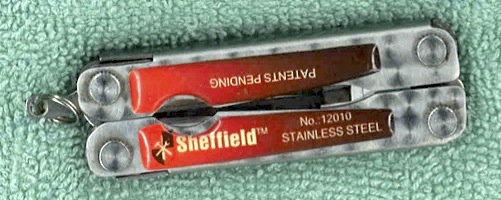 PATENTS PENDING
Sheffield™
No.:12010
STAINLESS STEEL